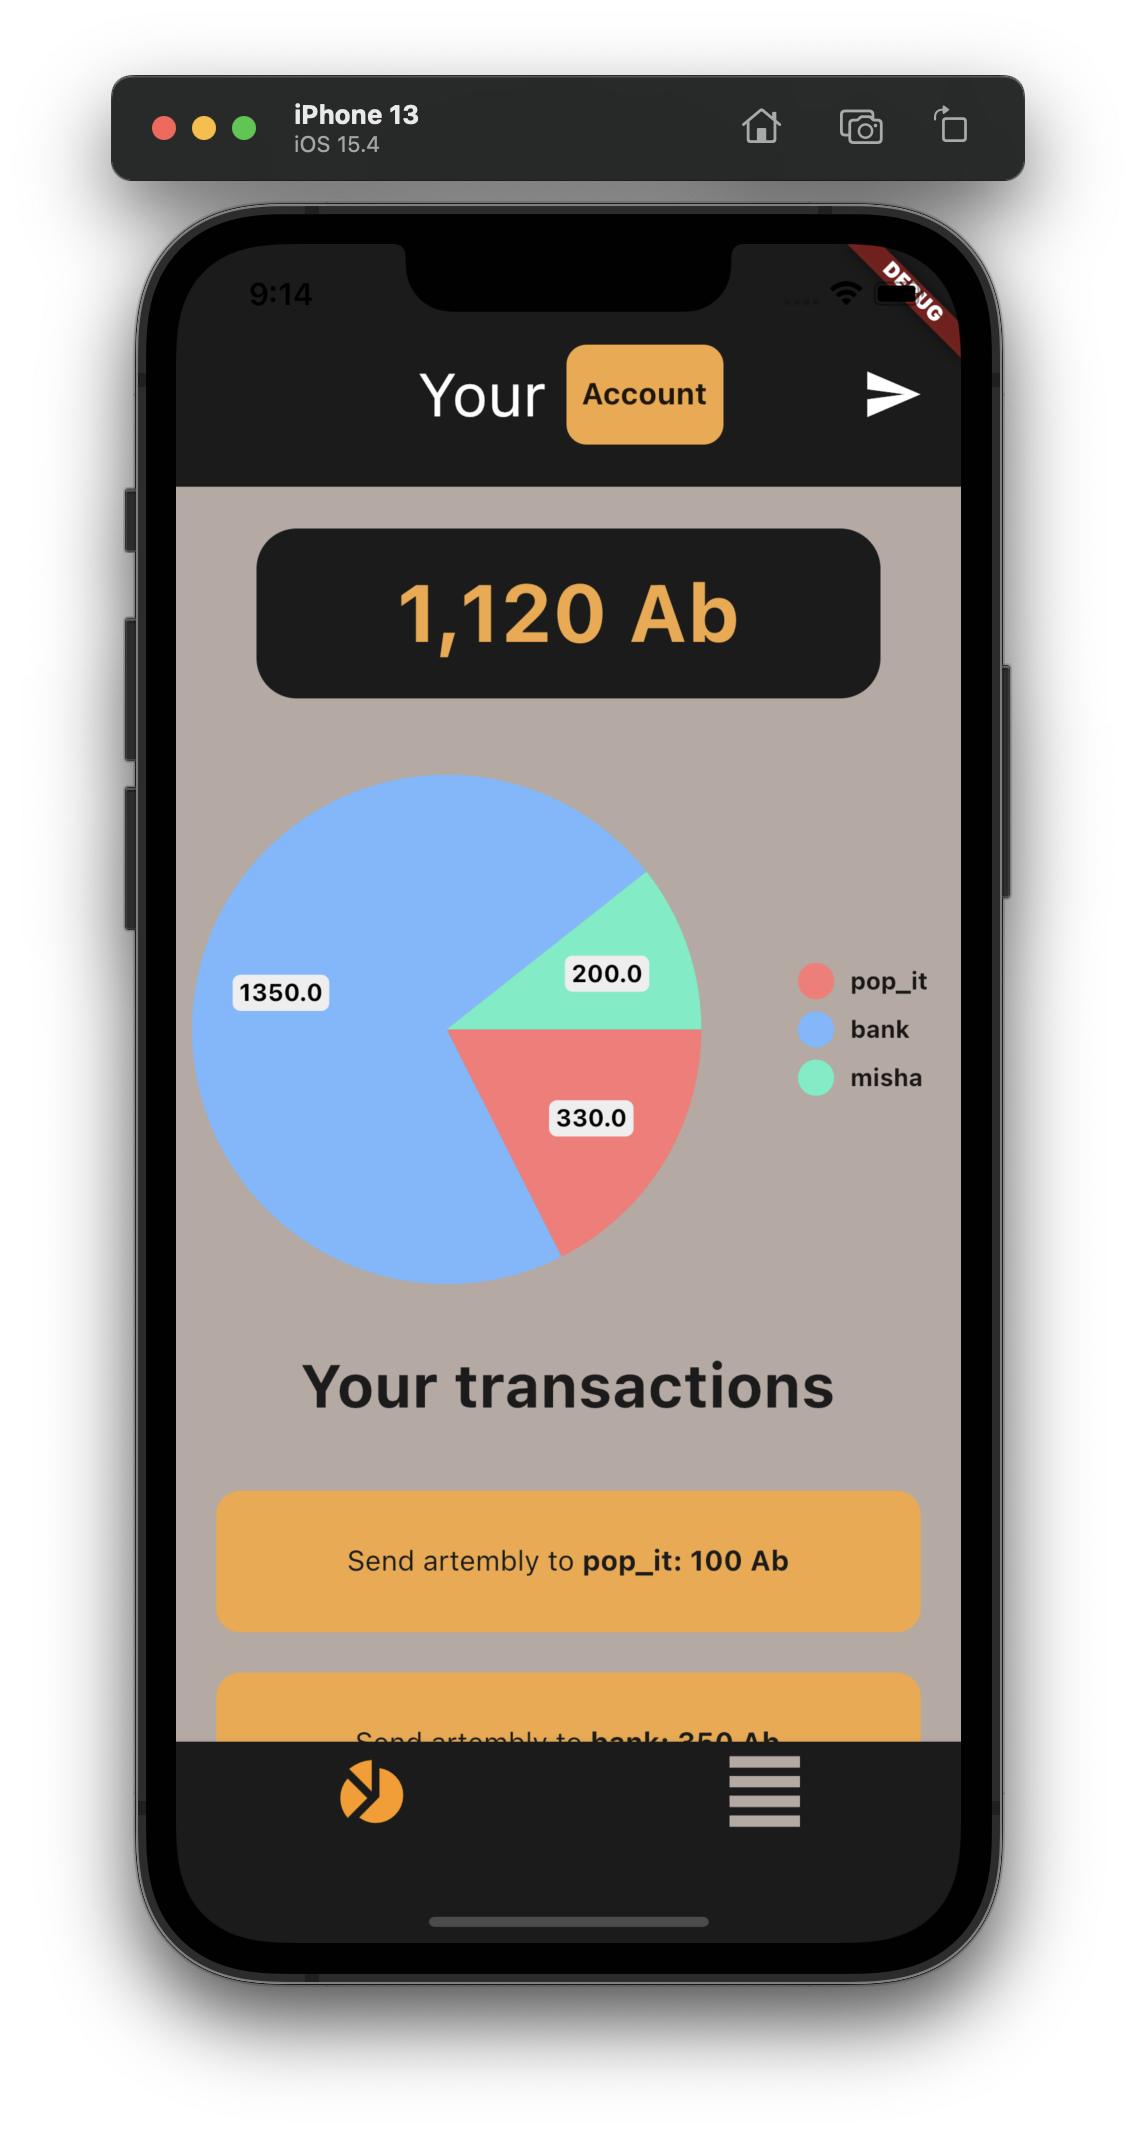 iPhone 13
iOS 15.4
9:14
DEBUG
Your Account
1,120 Ab
1350.0
200.0
330.0
pop_it
bank
misha
Your transactions
Send artembly to pop_it: 100 Ab
Send artembly to bank: 350 Ab